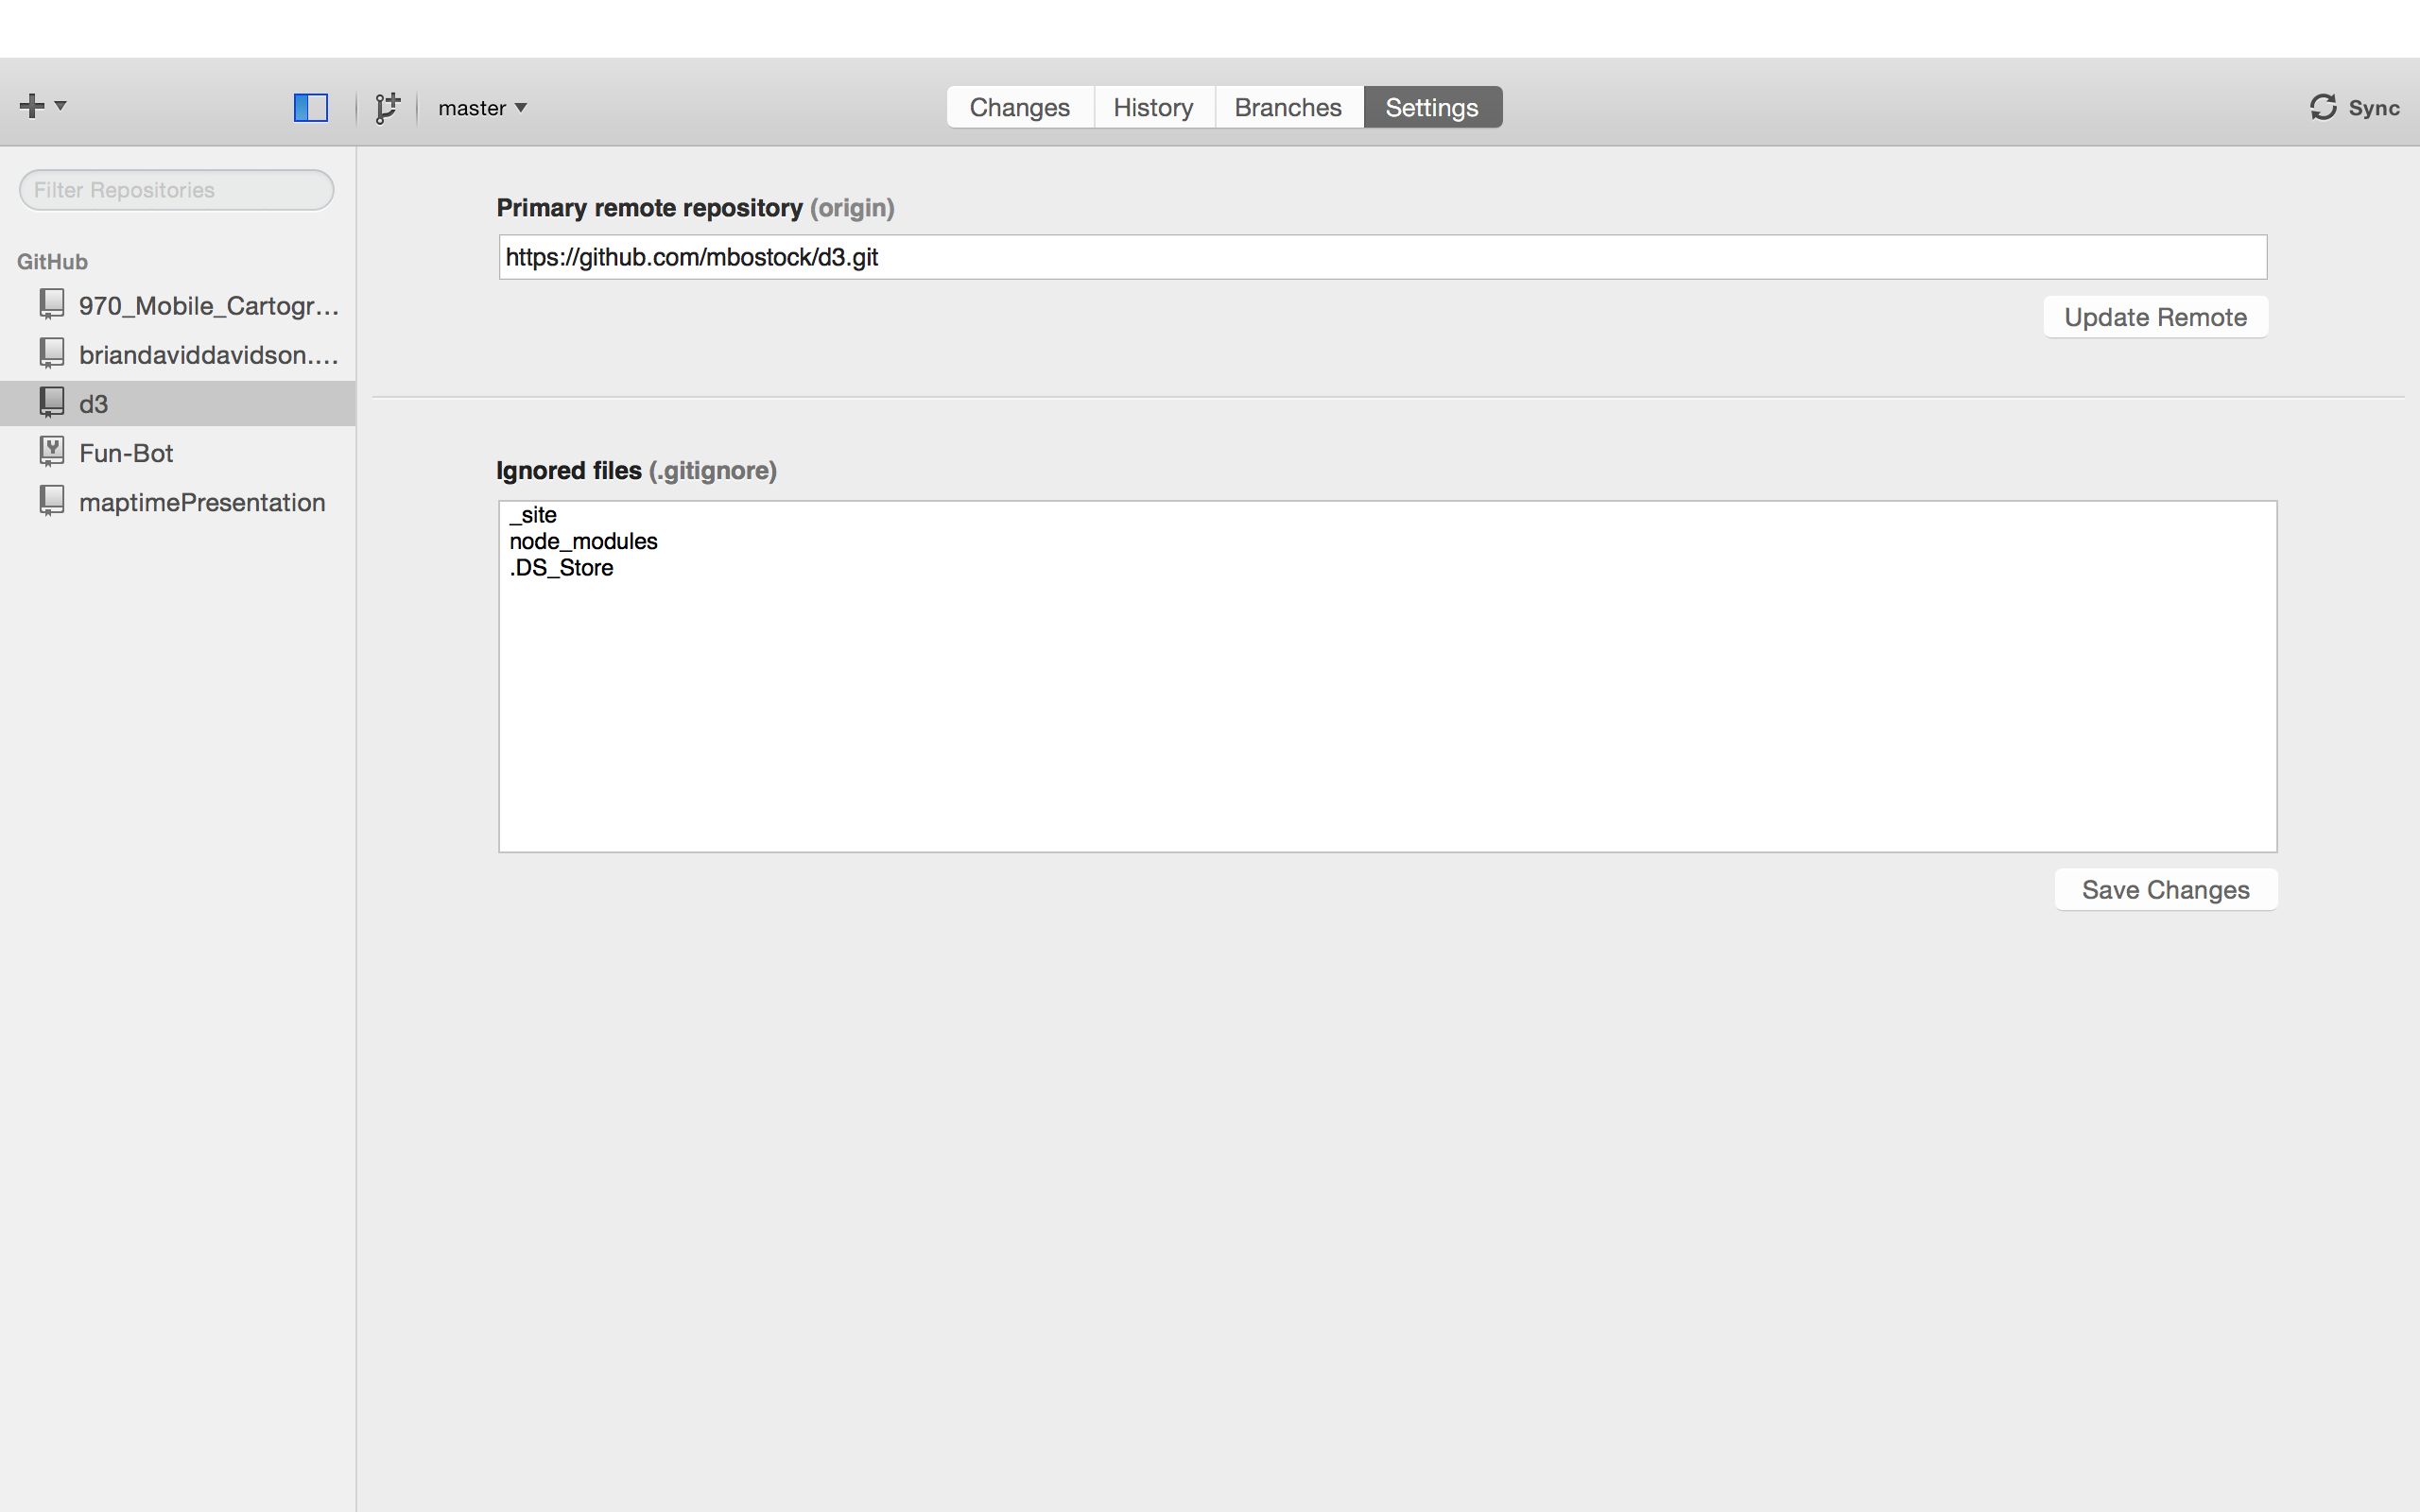 master
Changes
History
Branches
Settings
Sync
Filter Repositories
GitHub
970_Mobile_Cartogr...
briandaviddavidson....
d3
Fun-Bot
maptimePresentation
Primary remote repository (origin)
https://github.com/mbostock/d3.git
Update Remote
Ignored files (.gitignore)
_site
node_modules
.DS_Store
Save Changes